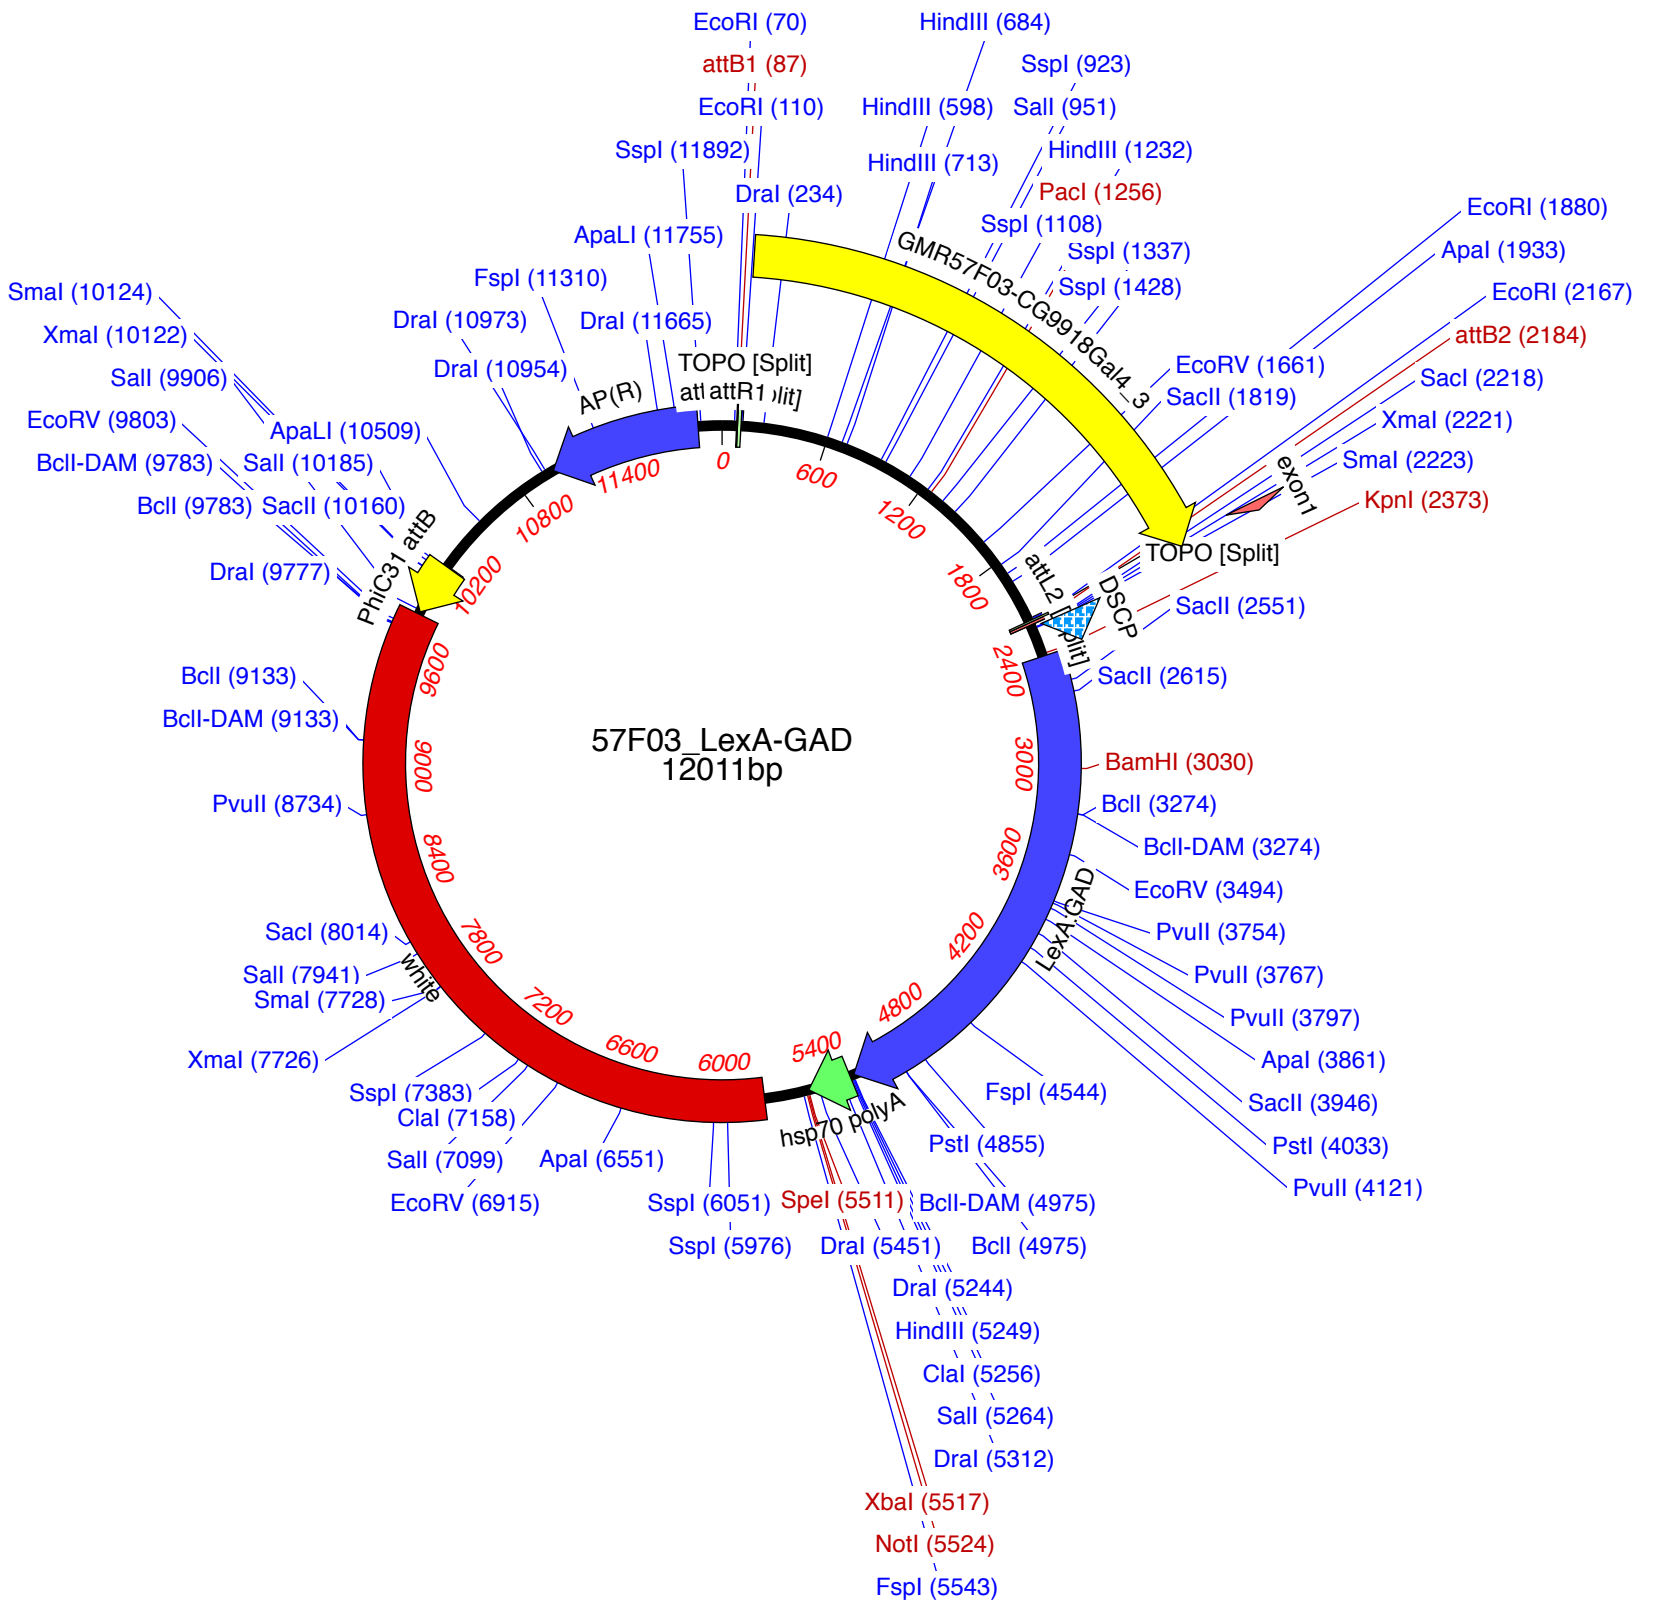 EcoRI (70)
HindIII (684)
attB1 (87)
SspI (923)
EcoRI (110)
HindIII (598)
SalI (951)
SspI (11892)
HindIII (713)
HindIII (1232)
DraI (234)
PacI (1256)
EcoRI (1880)
ApaLI (11755)
SspI (1108)
GMR57F03-CG9918Gal4_3
SspI (1337)
ApaI (1933)
FspI (11310)
SspI (1428)
SmaI (10124)
EcoRI (2167)
DraI (10973)
DraI (11665)
XmaI (10122)
attB2 (2184)
TOPO [Split]
DraI (10954)
EcoRV (1661)
SalI (9906)
SacI (2218)
AP(R)
attR1
SacII (1819)
EcoRV (9803)
XmaI (2221)
ApaLI (10509)
BclI-DAM (9783)
SalI (10185)
SmaI (2223)
0
600
11400
exon1
BclI (9783)
SacII (10160)
KpnI (2373)
10800
1200
PhiC31 attB
TOPO [Split]
DraI (9777)
10200
1800
attL2 [Split]
DSCP
SacII (2551)
BclI (9133)
9600
2400
SacII (2615)
BclI-DAM (9133)
57F03_LexA-GAD
12011bp
9000
3000
BamHI (3030)
PvuII (8734)
BclI (3274)
8400
3600
BclI-DAM (3274)
EcoRV (3494)
LexA:GAD
SacI (8014)
7800
4200
PvuII (3754)
SalI (7941)
white
PvuII (3767)
SmaI (7728)
7200
4800
PvuII (3797)
XmaI (7726)
6600
6000
5400
ApaI (3861)
SspI (7383)
FspI (4544)
SacII (3946)
ClaI (7158)
hsp70 polyA
PstI (4855)
PstI (4033)
SalI (7099)
ApaI (6551)
PvuII (4121)
EcoRV (6915)
SspI (6051)
SpeI (5511)
BclI-DAM (4975)
SspI (5976)
DraI (5451)
BclI (4975)
DraI (5244)
HindIII (5249)
ClaI (5256)
SalI (5264)
DraI (5312)
XbaI (5517)
NotI (5524)
FspI (5543)